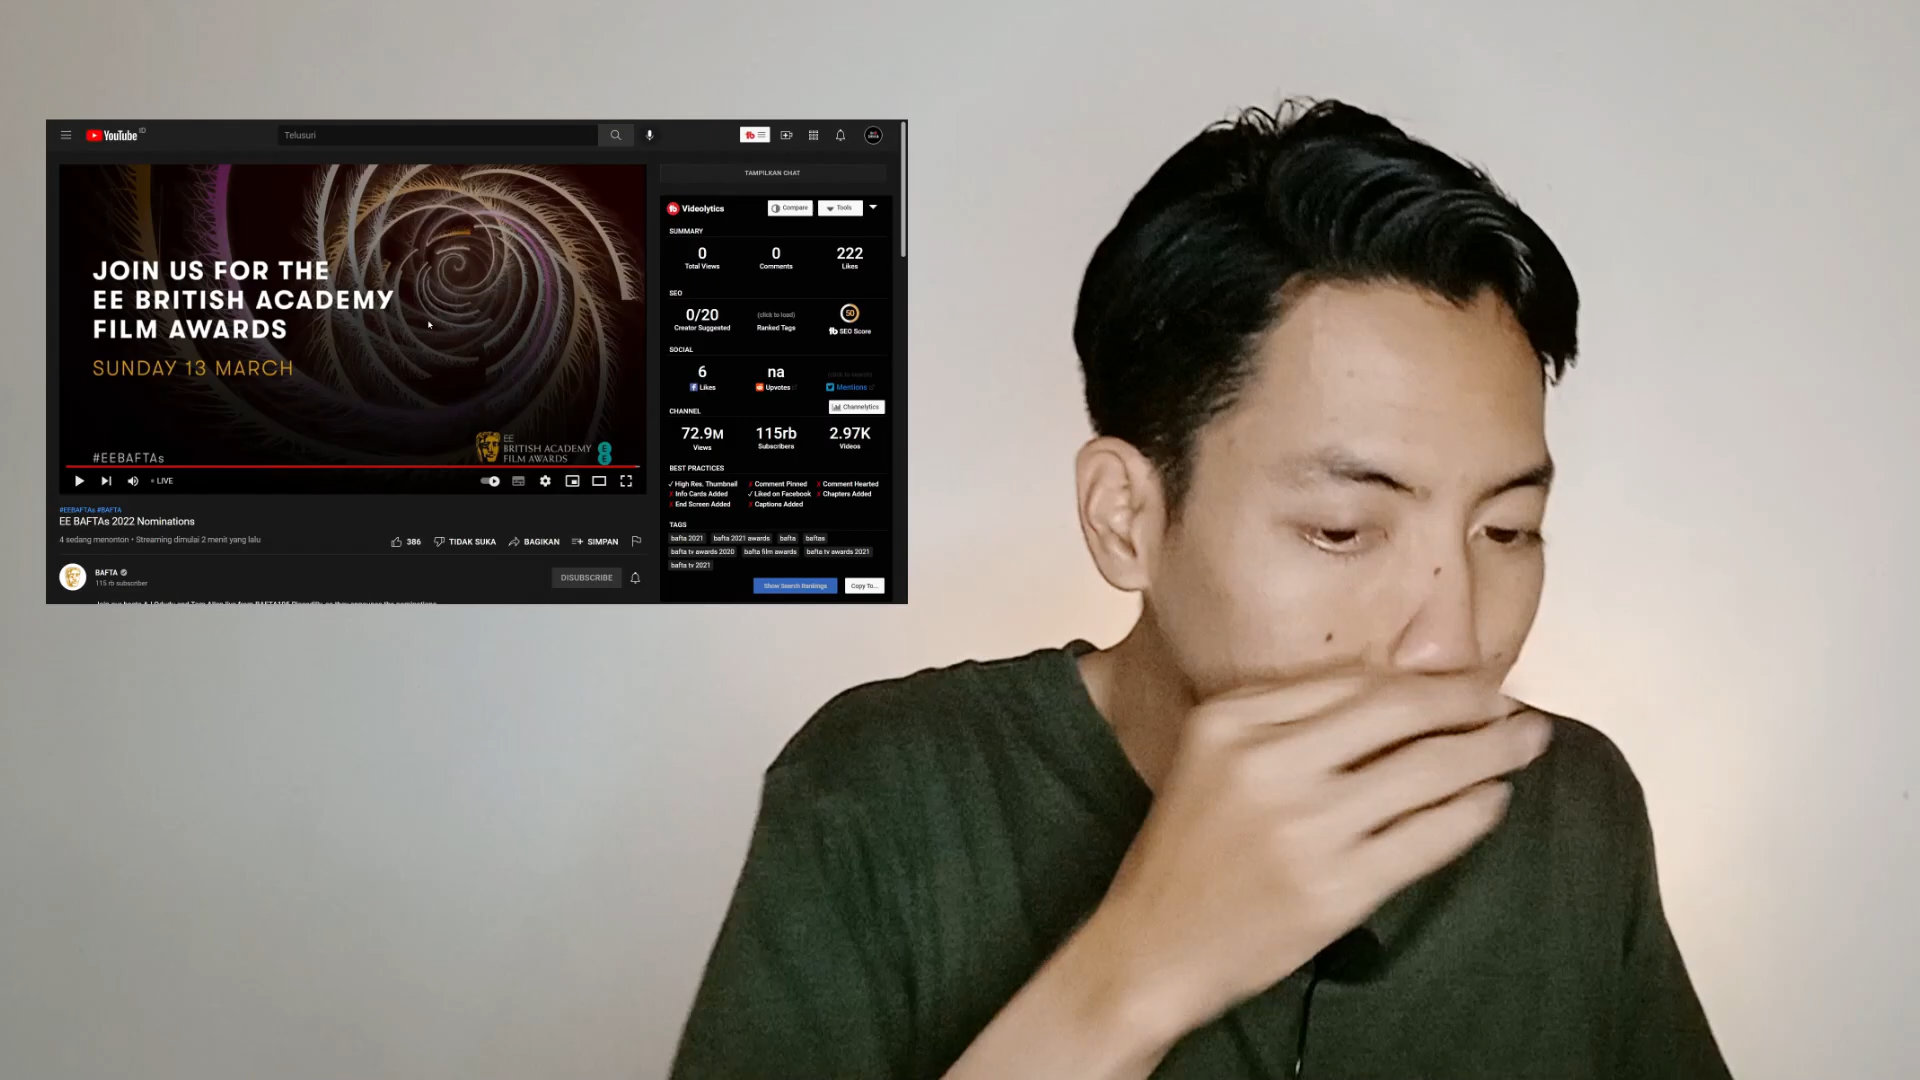 YouTube ID
Telusuri
JOIN US FOR THE
EE BRITISH ACADEMY
FILM AWARDS
SUNDAY 13 MARCH
#EEBAFTAs
EE
BRITISH ACADEMY
FILM AWARDS
EE
LIVE
#EEBAFTAs #BAFTA
EE BAFTAs 2022 Nominations
4 sedang menonton • Streaming dimulai 2 menit yang lalu
386 TIDAK SUKA BAGIKAN SIMPAN
BAFTA
115 rb subscriber
DISUBSCRIBE
TAMPILKAN CHAT
tb Videolytics Compare Tools
SUMMARY
0 0 222
Total Views Comments Likes
SEO
0/20 (click to load) 50
Creator Suggested Ranked Tags tb SEO Score
SOCIAL
6 na
Likes Upvotes Mentions
CHANNEL Channelytics
72.9M 115rb 2.97K
Views Subscribers Videos
BEST PRACTICES
✓ High Res. Thumbnail ✗ Comment Pinned ✗ Comment Hearted
✗ Info Cards Added ✓ Liked on Facebook ✗ Chapters Added
✗ End Screen Added ✗ Captions Added
TAGS
bafta 2021 bafta 2021 awards bafta baftas
bafta tv awards 2020 bafta film awards bafta tv awards 2021
bafta tv 2021
Show Search Rankings Copy To...